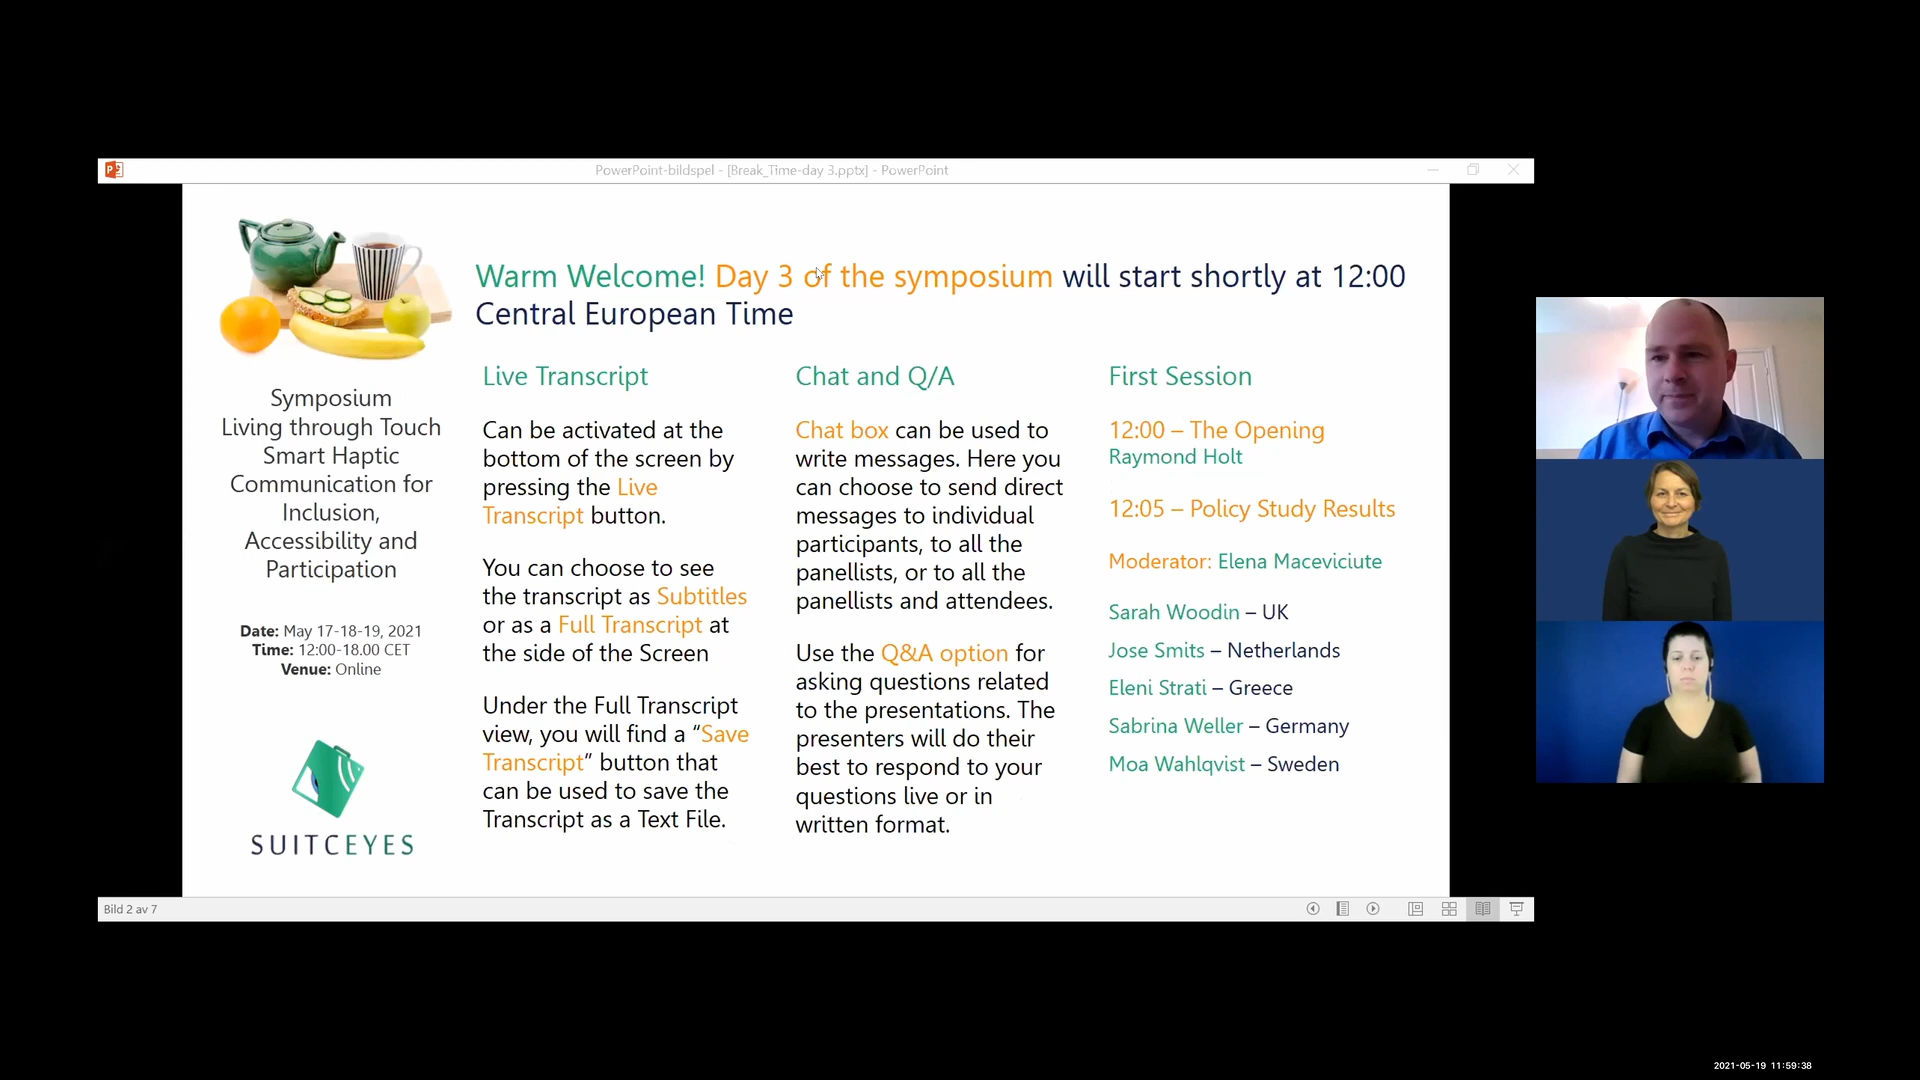 PowerPoint-bildspel - [Break_Time-day 3.pptx] - PowerPoint
Warm Welcome! Day 3 of the symposium will start shortly at 12:00
Central European Time
Symposium
Living through Touch
Smart Haptic
Communication for
Inclusion,
Accessibility and
Participation
Date: May 17-18-19, 2021
Time: 12:00-18.00 CET
Venue: Online
SUITCEYES
Live Transcript
Can be activated at the
bottom of the screen by
pressing the Live
Transcript button.
You can choose to see
the transcript as Subtitles
or as a Full Transcript at
the side of the Screen
Under the Full Transcript
view, you will find a “Save
Transcript” button that
can be used to save the
Transcript as a Text File.
Chat and Q/A
Chat box can be used to
write messages. Here you
can choose to send direct
messages to individual
participants, to all the
panellists, or to all the
panellists and attendees.
Use the Q&A option for
asking questions related
to the presentations. The
presenters will do their
best to respond to your
questions live or in
written format.
First Session
12:00 – The Opening
Raymond Holt
12:05 – Policy Study Results
Moderator: Elena Maceviciute
Sarah Woodin – UK
Jose Smits – Netherlands
Eleni Strati – Greece
Sabrina Weller – Germany
Moa Wahlqvist – Sweden
Bild 2 av 7
2021-05-19 11:59:38